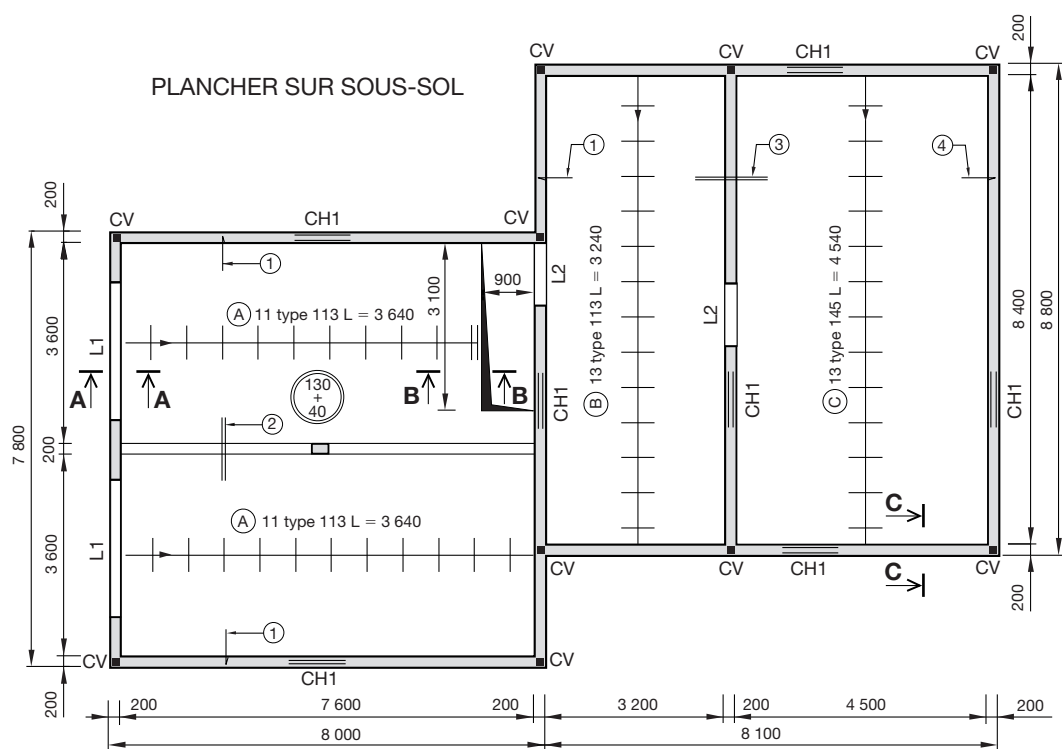 PLANCHER SUR SOUS-SOL
CV
CV
CH1
CV
200
200
CV
CH1
CV
1
3
4
1
900
3 100
L2
A 11 type 113 L = 3 640
B 13 type 113 L = 3 240
L2
C 13 type 145 L = 4 540
8 400
8 800
3 600
L1
A
A
130
+
40
B
B
CH1
CH1
CH1
7 800
200
2
A 11 type 113 L = 3 640
C
3 600
L1
CV
CV
CH1
CV
C
200
1
CV
CV
CH1
200
200
7 600
200
3 200
200
4 500
200
8 000
8 100